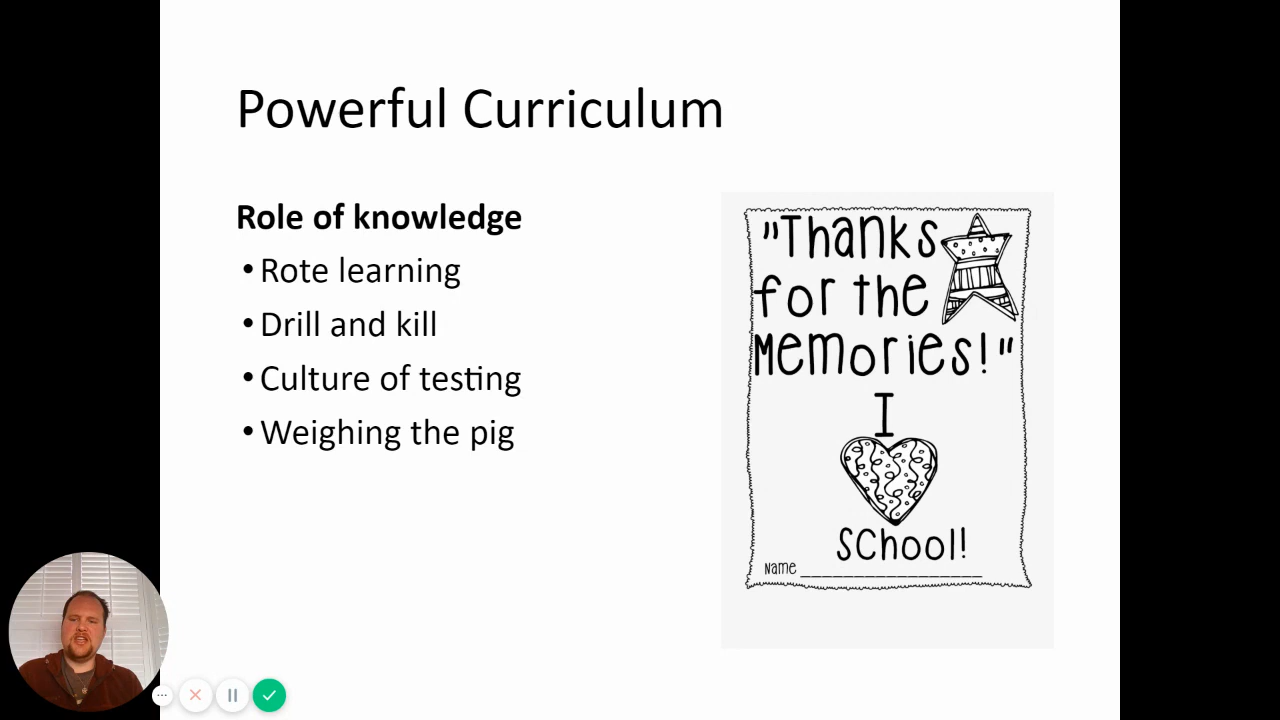 Powerful Curriculum
Role of knowledge
• Rote learning
• Drill and kill
• Culture of testing
• Weighing the pig
"Thanks
for the
Memories!"
I
School!
Name ____________________